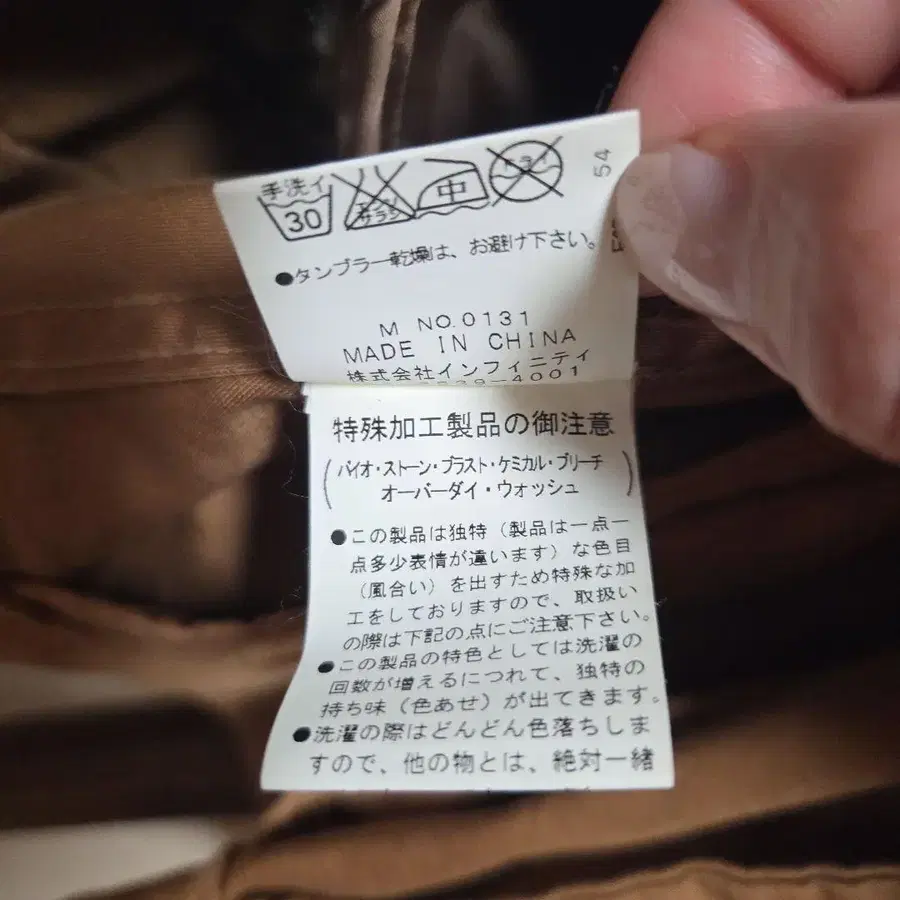 手洗イ
30
エンソ
サラシ
中
ドライ
54
●タンブラー乾燥は、お避け下さい。
M NO.0131
MADE IN CHINA
株式会社インフィニティ
-4001
特殊加工製品の御注意
(バイオ・ストーン・ブラスト・ケミカル・ブリーチ
オーバーダイ・ウォッシュ)
●この製品は独特(製品は一点一
点多少表情が違います)な色目
(風合い)を出すため特殊な加
工をしておりますので、取扱い
の際は下記の点にご注意下さい。
●この製品の特色としては洗濯の
回数が増えるにつれて、独特の
持ち味(色あせ)が出てきます。
●洗濯の際はどんどん色落ちしま
すので、他の物とは、絶対一緒